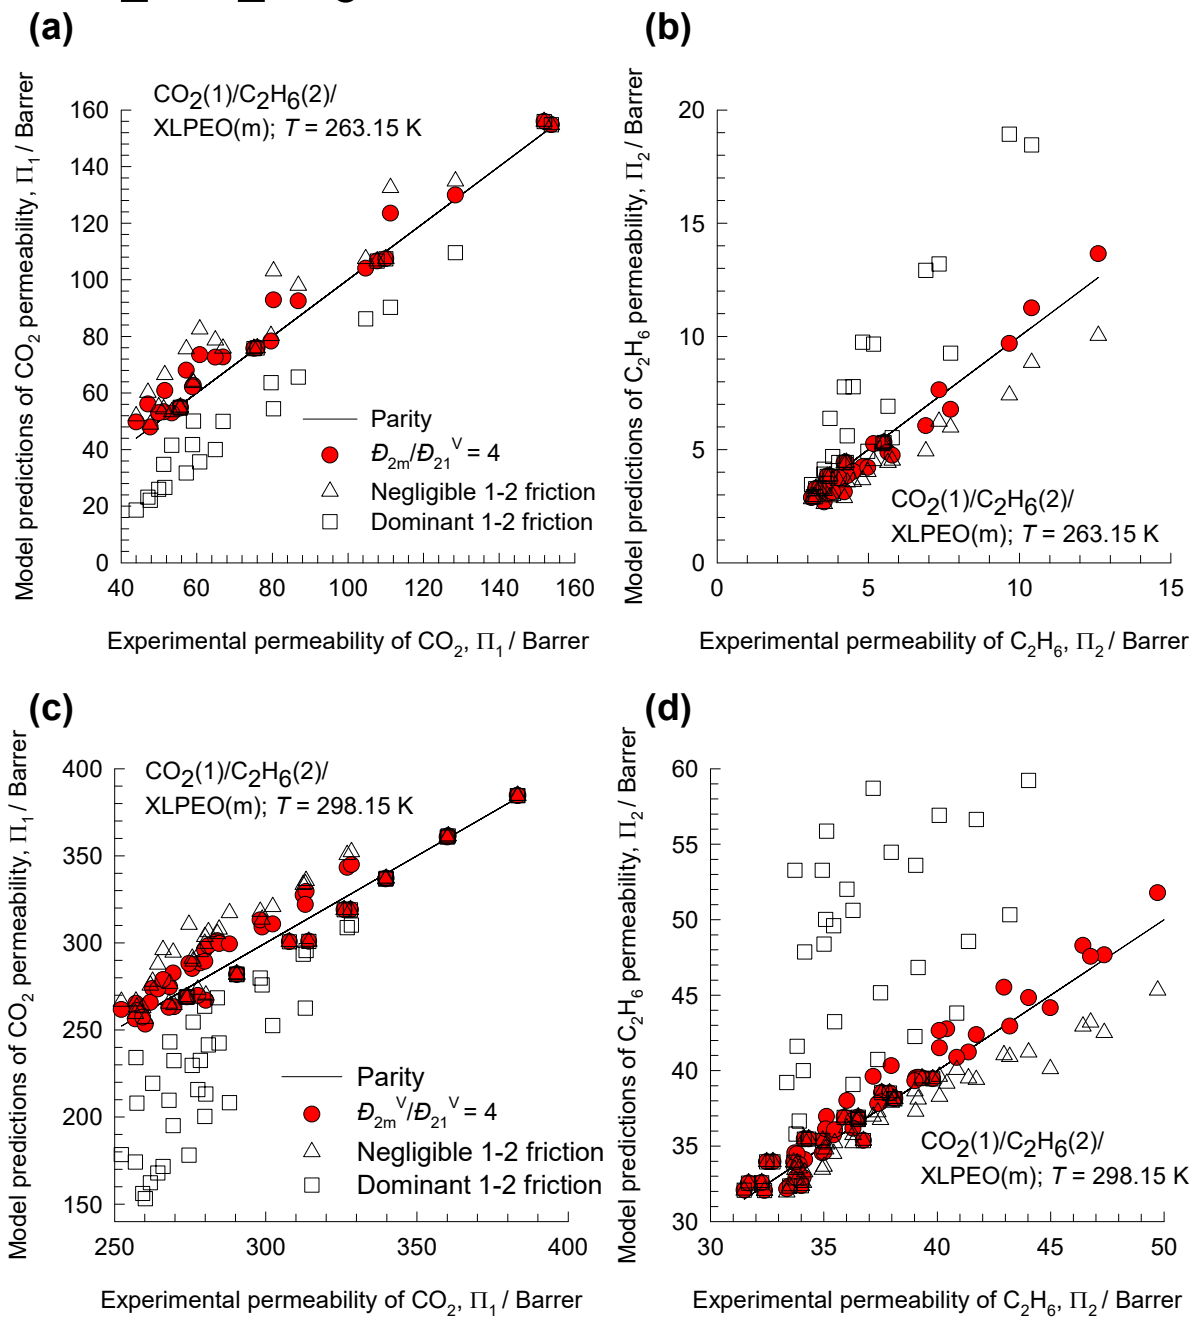 (a)
Model predictions of CO2 permeability, Π1 / Barrer
CO2(1)/C2H6(2)/
XLPEO(m); T = 263.15 K
160
140
120
100
80
60
40
20
0
Parity
Đ2m/Đ21V = 4
Negligible 1-2 friction
Dominant 1-2 friction
40 60 80 100 120 140 160
Experimental permeability of CO2, Π1 / Barrer
(b)
Model predictions of C2H6 permeability, Π2 / Barrer
20
15
10
5
0
CO2(1)/C2H6(2)/
XLPEO(m); T = 263.15 K
0 5 10 15
Experimental permeability of C2H6, Π2 / Barrer
(c)
Model predictions of CO2 permeability, Π1 / Barrer
CO2(1)/C2H6(2)/
XLPEO(m); T = 298.15 K
400
350
300
250
200
150
Parity
Đ2mV/Đ21V = 4
Negligible 1-2 friction
Dominant 1-2 friction
250 300 350 400
Experimental permeability of CO2, Π1 / Barrer
(d)
Model predictions of C2H6 permeability, Π2 / Barrer
60
55
50
45
40
35
30
CO2(1)/C2H6(2)/
XLPEO(m); T = 298.15 K
30 35 40 45 50
Experimental permeability of C2H6, Π2 / Barrer